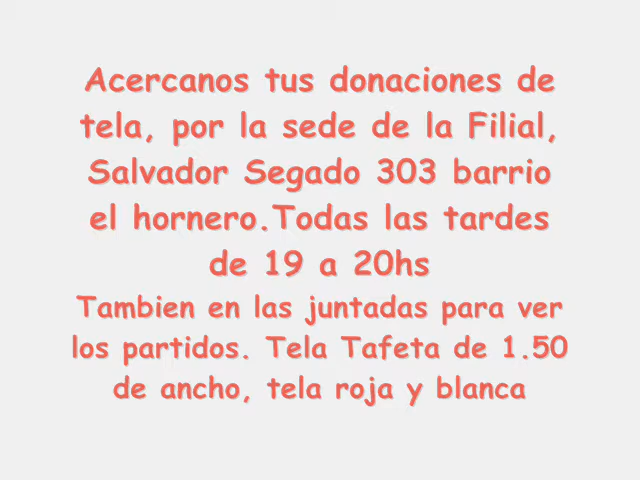 Acercanos tus donaciones de
tela, por la sede de la Filial,
Salvador Segado 303 barrio
el hornero.Todas las tardes
de 19 a 20hs
Tambien en las juntadas para ver
los partidos. Tela Tafeta de 1.50
de ancho, tela roja y blanca